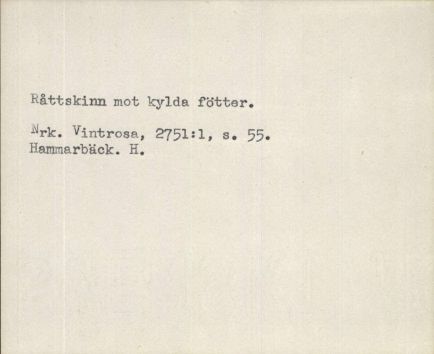 Råttskinn mot kylda fötter.
Nrk. Vintrosa, 2751:1, s. 55.
Hammarbäck. H.